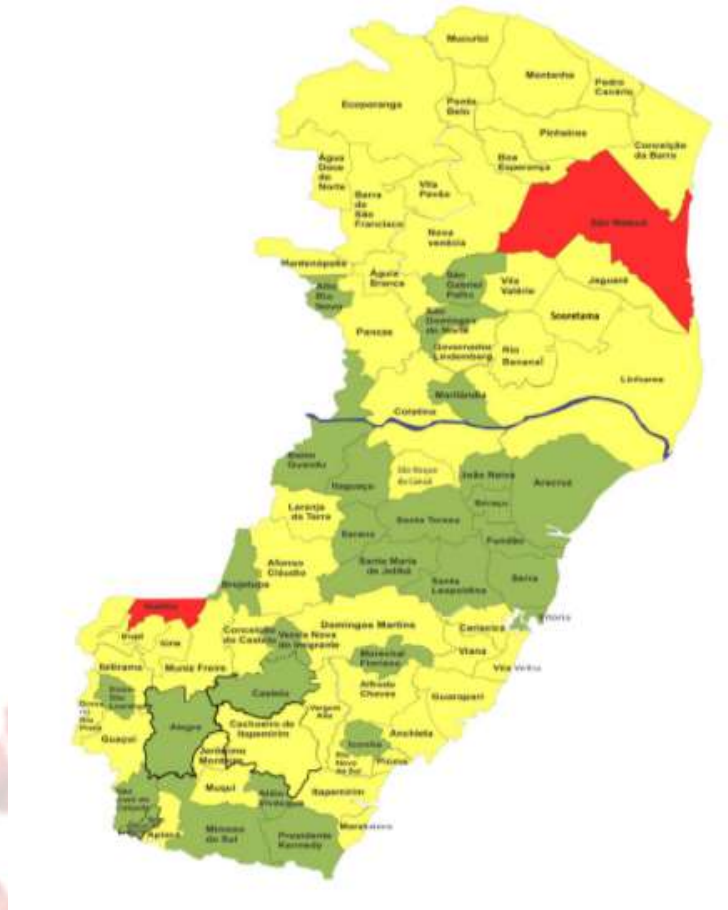 Mucurici
Montanha
Pedro
Canário
Ecoporanga
Ponto
Belo
Pinheiros
Conceição
da Barra
Boa
Esperança
Água
Doce
do
Norte
Vila
Pavão
Barra
de
São
Francisco
São Mateus
Nova
venécia
Mantenópolis
Águia
Branca
São
Gabriel
Palha
Vila
Valério
Jaguaré
Alto
Rio
Novo
Sooretama
São
Domingos
do Norte
Pancas
Governador
Lindemberg
Rio
Bananal
Linhares
Marilândia
Colatina
Baixo
Guandu
São Roque
do Canaã
João Neiva
Aracruz
Itaguaçu
Ibiraçu
Laranja
da Terra
Santa Teresa
Itarana
Fundão
Afonso
Cláudio
Santa Maria
de Jetibá
Santa
Leopoldina
Serra
Brejetuba
Vitória
Ibatiba
Domingos Martins
Cariacica
Conceição
do Castelo
Venda Nova
do Imigrante
Irupi
Iúna
Viana
Marechal
Floriano
Vila Velha
Ibitirama
Muniz Freire
Alfredo
Chaves
Castelo
Guarapari
Vargem
Alta
Alegre
Cachoeiro de
Itapemirim
Anchieta
Guaçuí
Iconha
Jerônimo
Monteiro
Rio
Novo
do Sul
Piúma
Muqui
Atílio
Vivácqua
Itapemirim
Apiacá
Mimoso
do Sul
Presidente
Kennedy
Marataízes